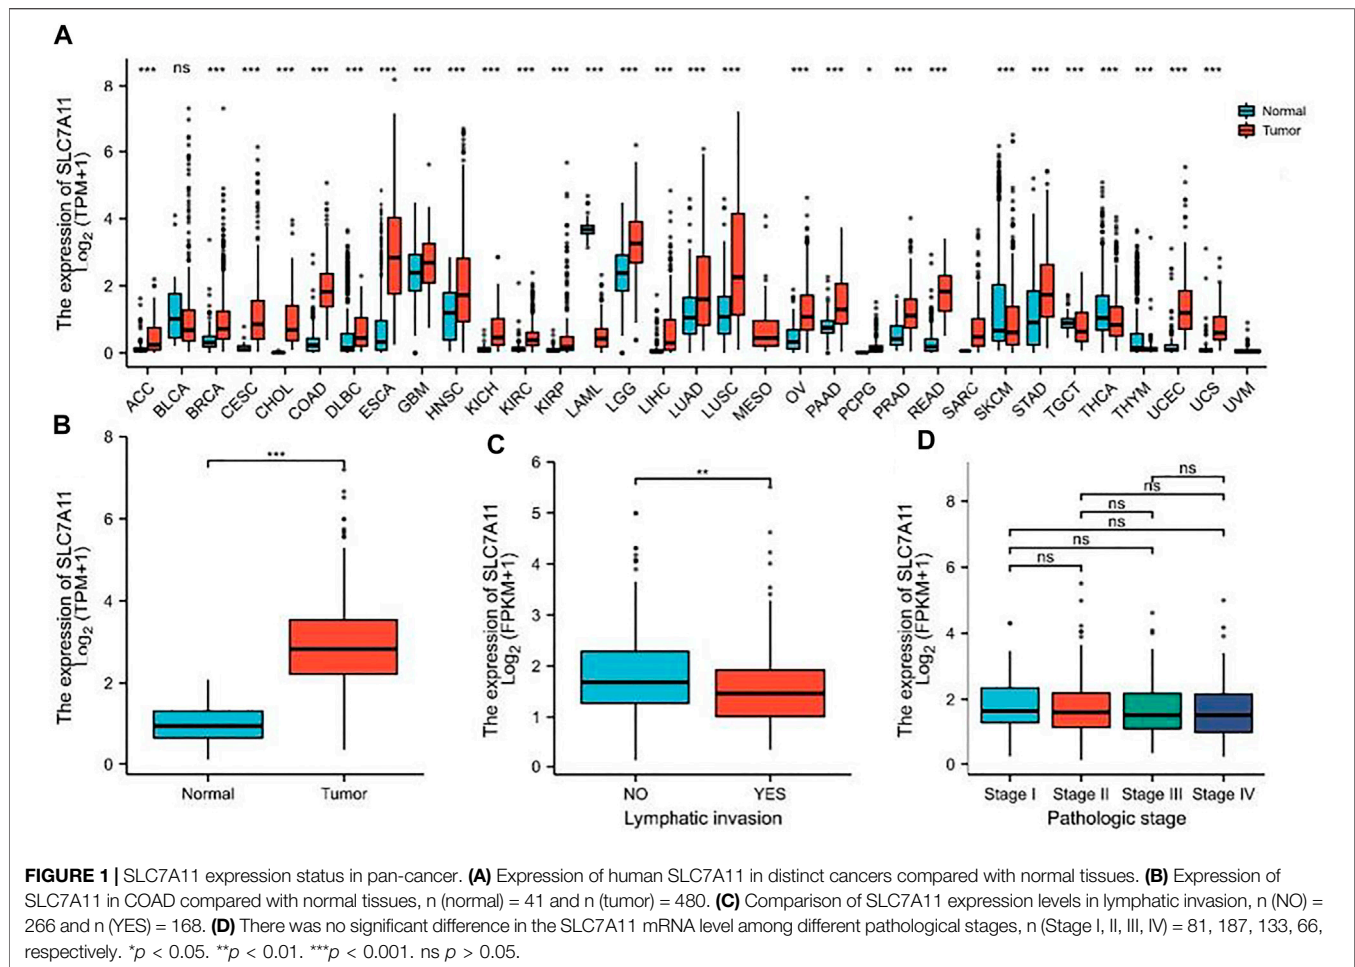 A
*** ns *** *** *** *** *** *** *** *** *** *** *** *** *** *** *** *** *** *** * *** *** *** *** *** *** *** *** ***
The expression of SLC7A11
Log2 (TPM+1)
8
6
4
2
0
Normal
Tumor
ACC BLCA BRCA CESC CHOL COAD DLBC ESCA GBM HNSC KICH KIRC KIRP LAML LGG LIHC LUAD LUSC MESO OV PAAD PCPG PRAD READ SARC SKCM STAD TGCT THCA THYM UCEC UCS UVM
B
The expression of SLC7A11
Log2 (TPM+1)
8
6
4
2
0
***
Normal Tumor
C
The expression of SLC7A11
Log2 (FPKM+1)
6
5
4
3
2
1
0
**
NO YES
Lymphatic invasion
D
The expression of SLC7A11
Log2 (FPKM+1)
8
6
4
2
0
ns
ns
ns
ns
ns
ns
Stage I Stage II Stage III Stage IV
Pathologic stage
FIGURE 1 | SLC7A11 expression status in pan-cancer. (A) Expression of human SLC7A11 in distinct cancers compared with normal tissues. (B) Expression of
SLC7A11 in COAD compared with normal tissues, n (normal) = 41 and n (tumor) = 480. (C) Comparison of SLC7A11 expression levels in lymphatic invasion, n (NO) =
266 and n (YES) = 168. (D) There was no significant difference in the SLC7A11 mRNA level among different pathological stages, n (Stage I, II, III, IV) = 81, 187, 133, 66,
respectively. *p < 0.05. **p < 0.01. ***p < 0.001. ns p > 0.05.